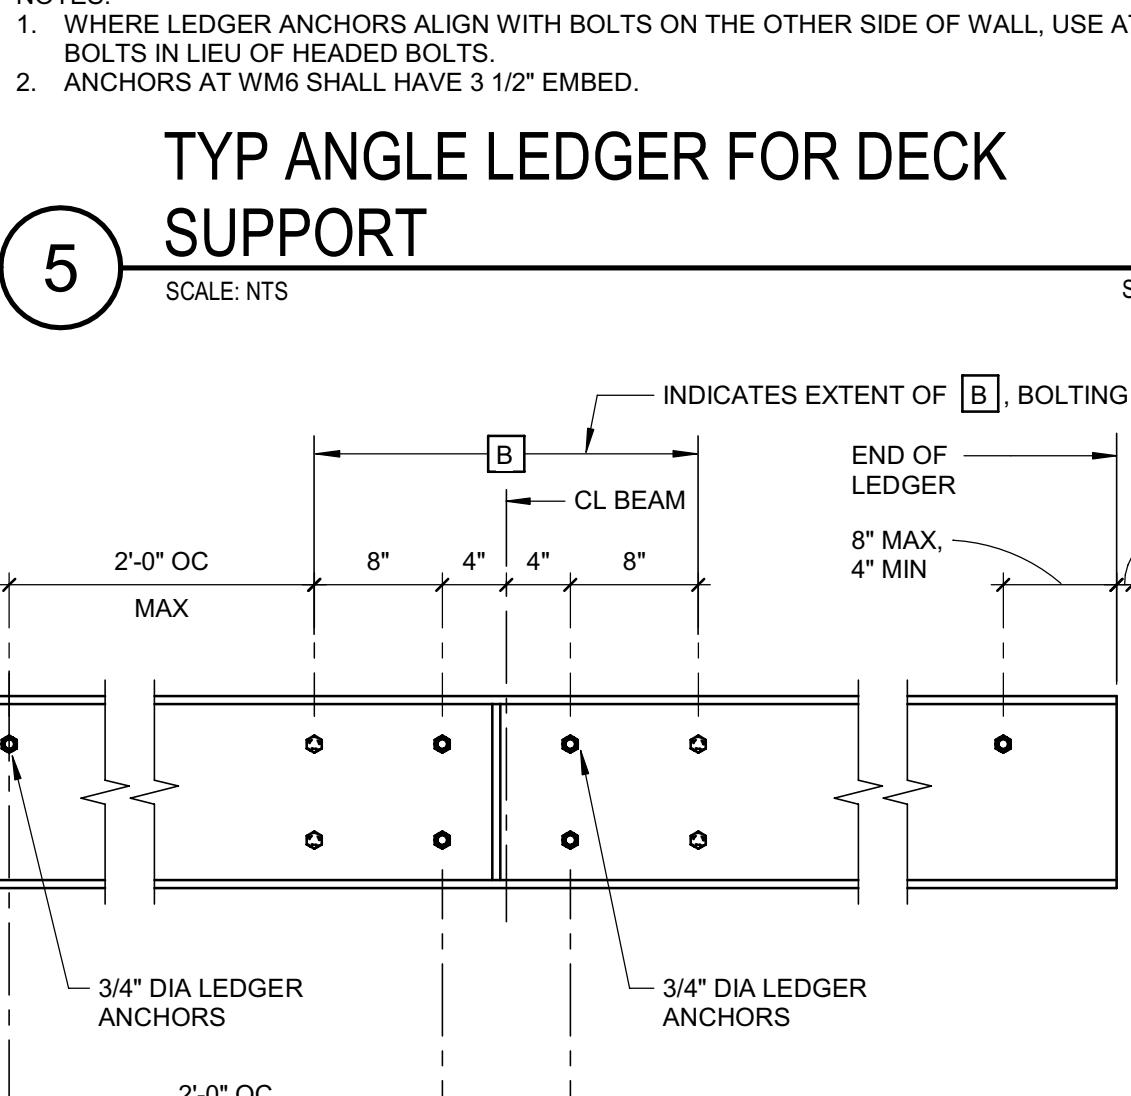 NOTES:
1. WHERE LEDGER ANCHORS ALIGN WITH BOLTS ON THE OTHER SIDE OF WALL, USE
BOLTS IN LIEU OF HEADED BOLTS.
2. ANCHORS AT WM6 SHALL HAVE 3 1/2" EMBED.
TYP ANGLE LEDGER FOR DECK
SUPPORT
5
SCALE: NTS
INDICATES EXTENT OF B, BOLTING
B
END OF
LEDGER
CL BEAM
8" MAX,
4" MIN
2'-0" OC
MAX
8"
4"
4"
8"
3/4" DIA LEDGER
ANCHORS
3/4" DIA LEDGER
ANCHORS
2'-0" OC